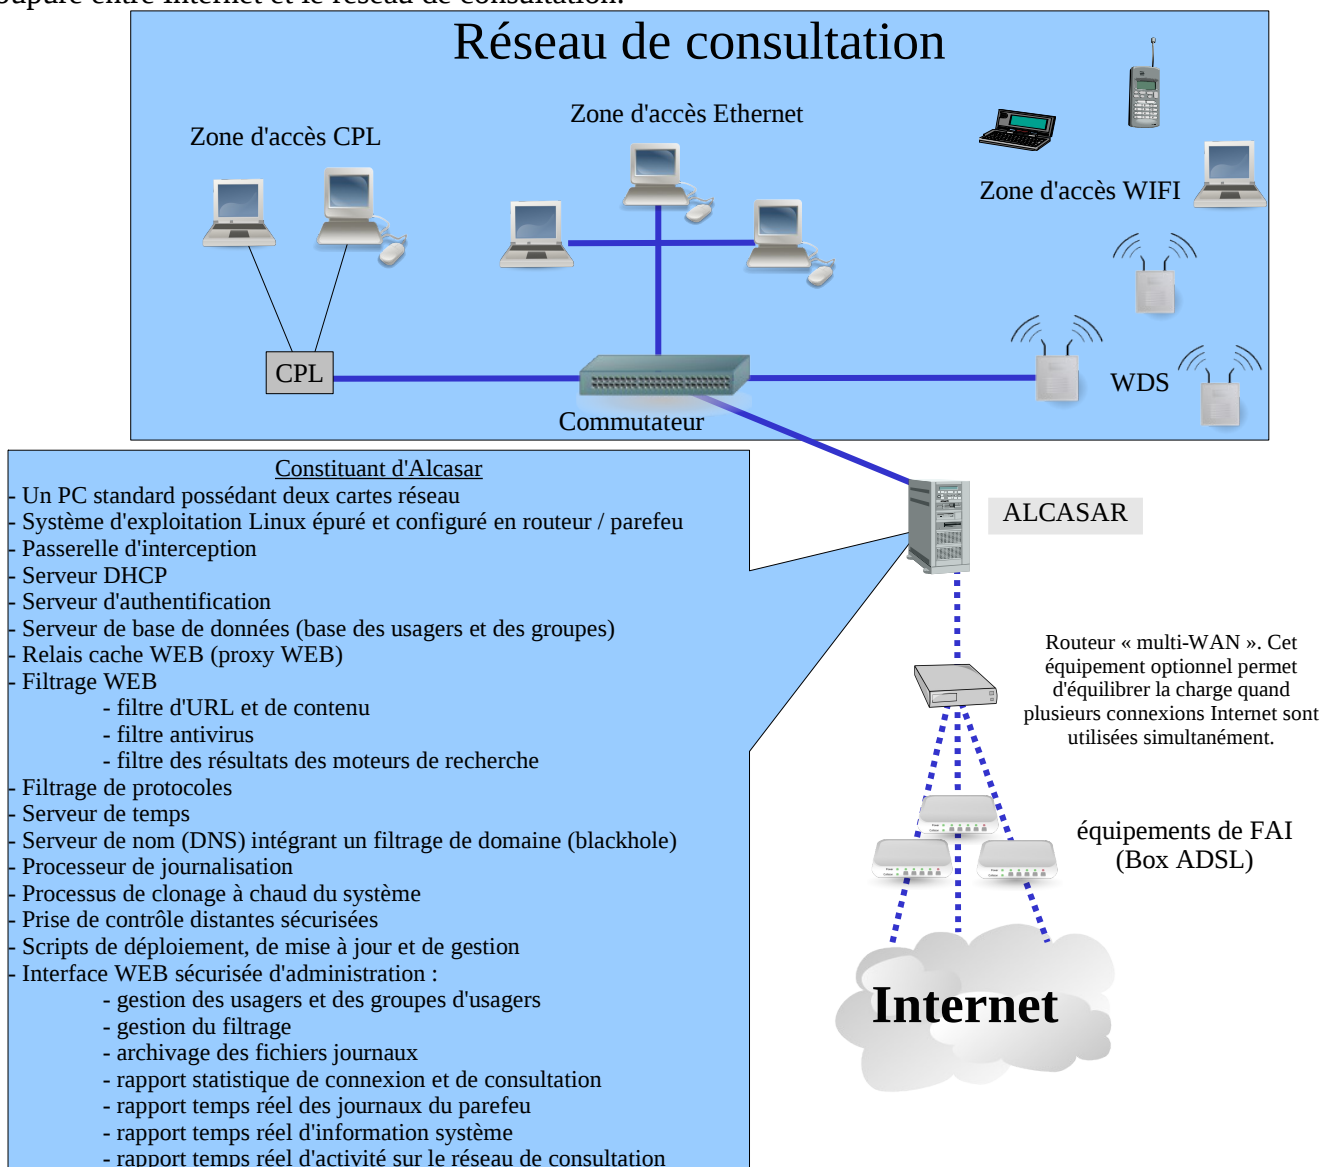 oupure entre Internet et le réseau de consultation.
Réseau de consultation
Zone d'accès CPL
Zone d'accès Ethernet
Zone d'accès WIFI
CPL
WDS
Commutateur
Constituant d'Alcasar
- Un PC standard possédant deux cartes réseau
- Système d'exploitation Linux épuré et configuré en routeur / parefeu
- Passerelle d'interception
- Serveur DHCP
- Serveur d'authentification
- Serveur de base de données (base des usagers et des groupes)
- Relais cache WEB (proxy WEB)
- Filtrage WEB
- filtre d'URL et de contenu
- filtre antivirus
- filtre des résultats des moteurs de recherche
- Filtrage de protocoles
- Serveur de temps
- Serveur de nom (DNS) intégrant un filtrage de domaine (blackhole)
- Processeur de journalisation
- Processus de clonage à chaud du système
- Prise de contrôle distantes sécurisées
- Scripts de déploiement, de mise à jour et de gestion
- Interface WEB sécurisée d'administration :
- gestion des usagers et des groupes d'usagers
- gestion du filtrage
- archivage des fichiers journaux
- rapport statistique de connexion et de consultation
- rapport temps réel des journaux du parefeu
- rapport temps réel d'information système
- rapport temps réel d'activité sur le réseau de consultation
ALCASAR
Routeur « multi-WAN ». Cet
équipement optionnel permet
d'équilibrer la charge quand
plusieurs connexions Internet sont
utilisées simultanément.
équipements de FAI
(Box ADSL)
Internet